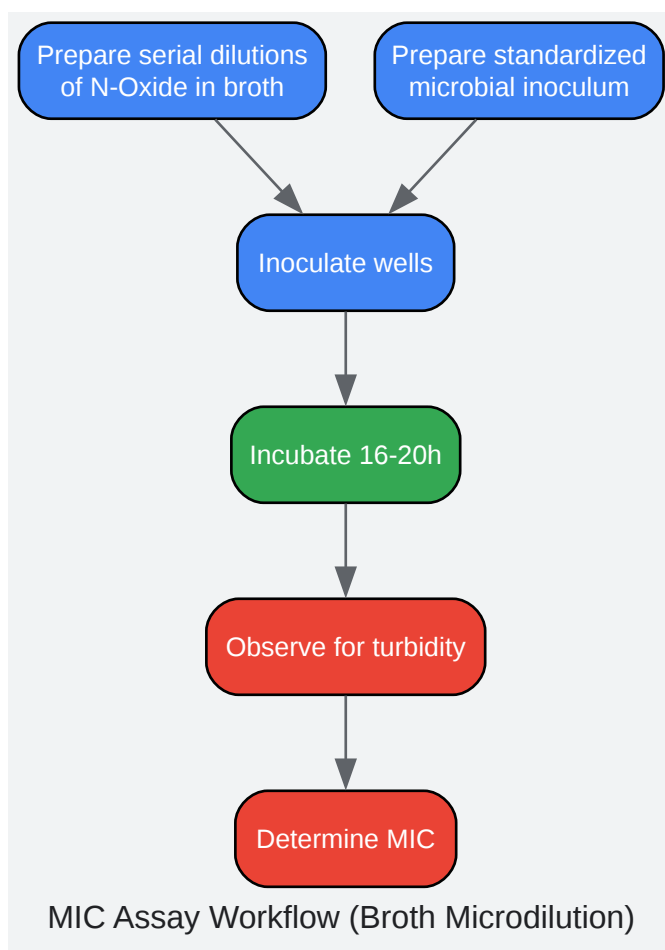 Prepare serial dilutions
of N-Oxide in broth
Prepare standardized
microbial inoculum
Inoculate wells
Incubate 16-20h
Observe for turbidity
Determine MIC
MIC Assay Workflow (Broth Microdilution)